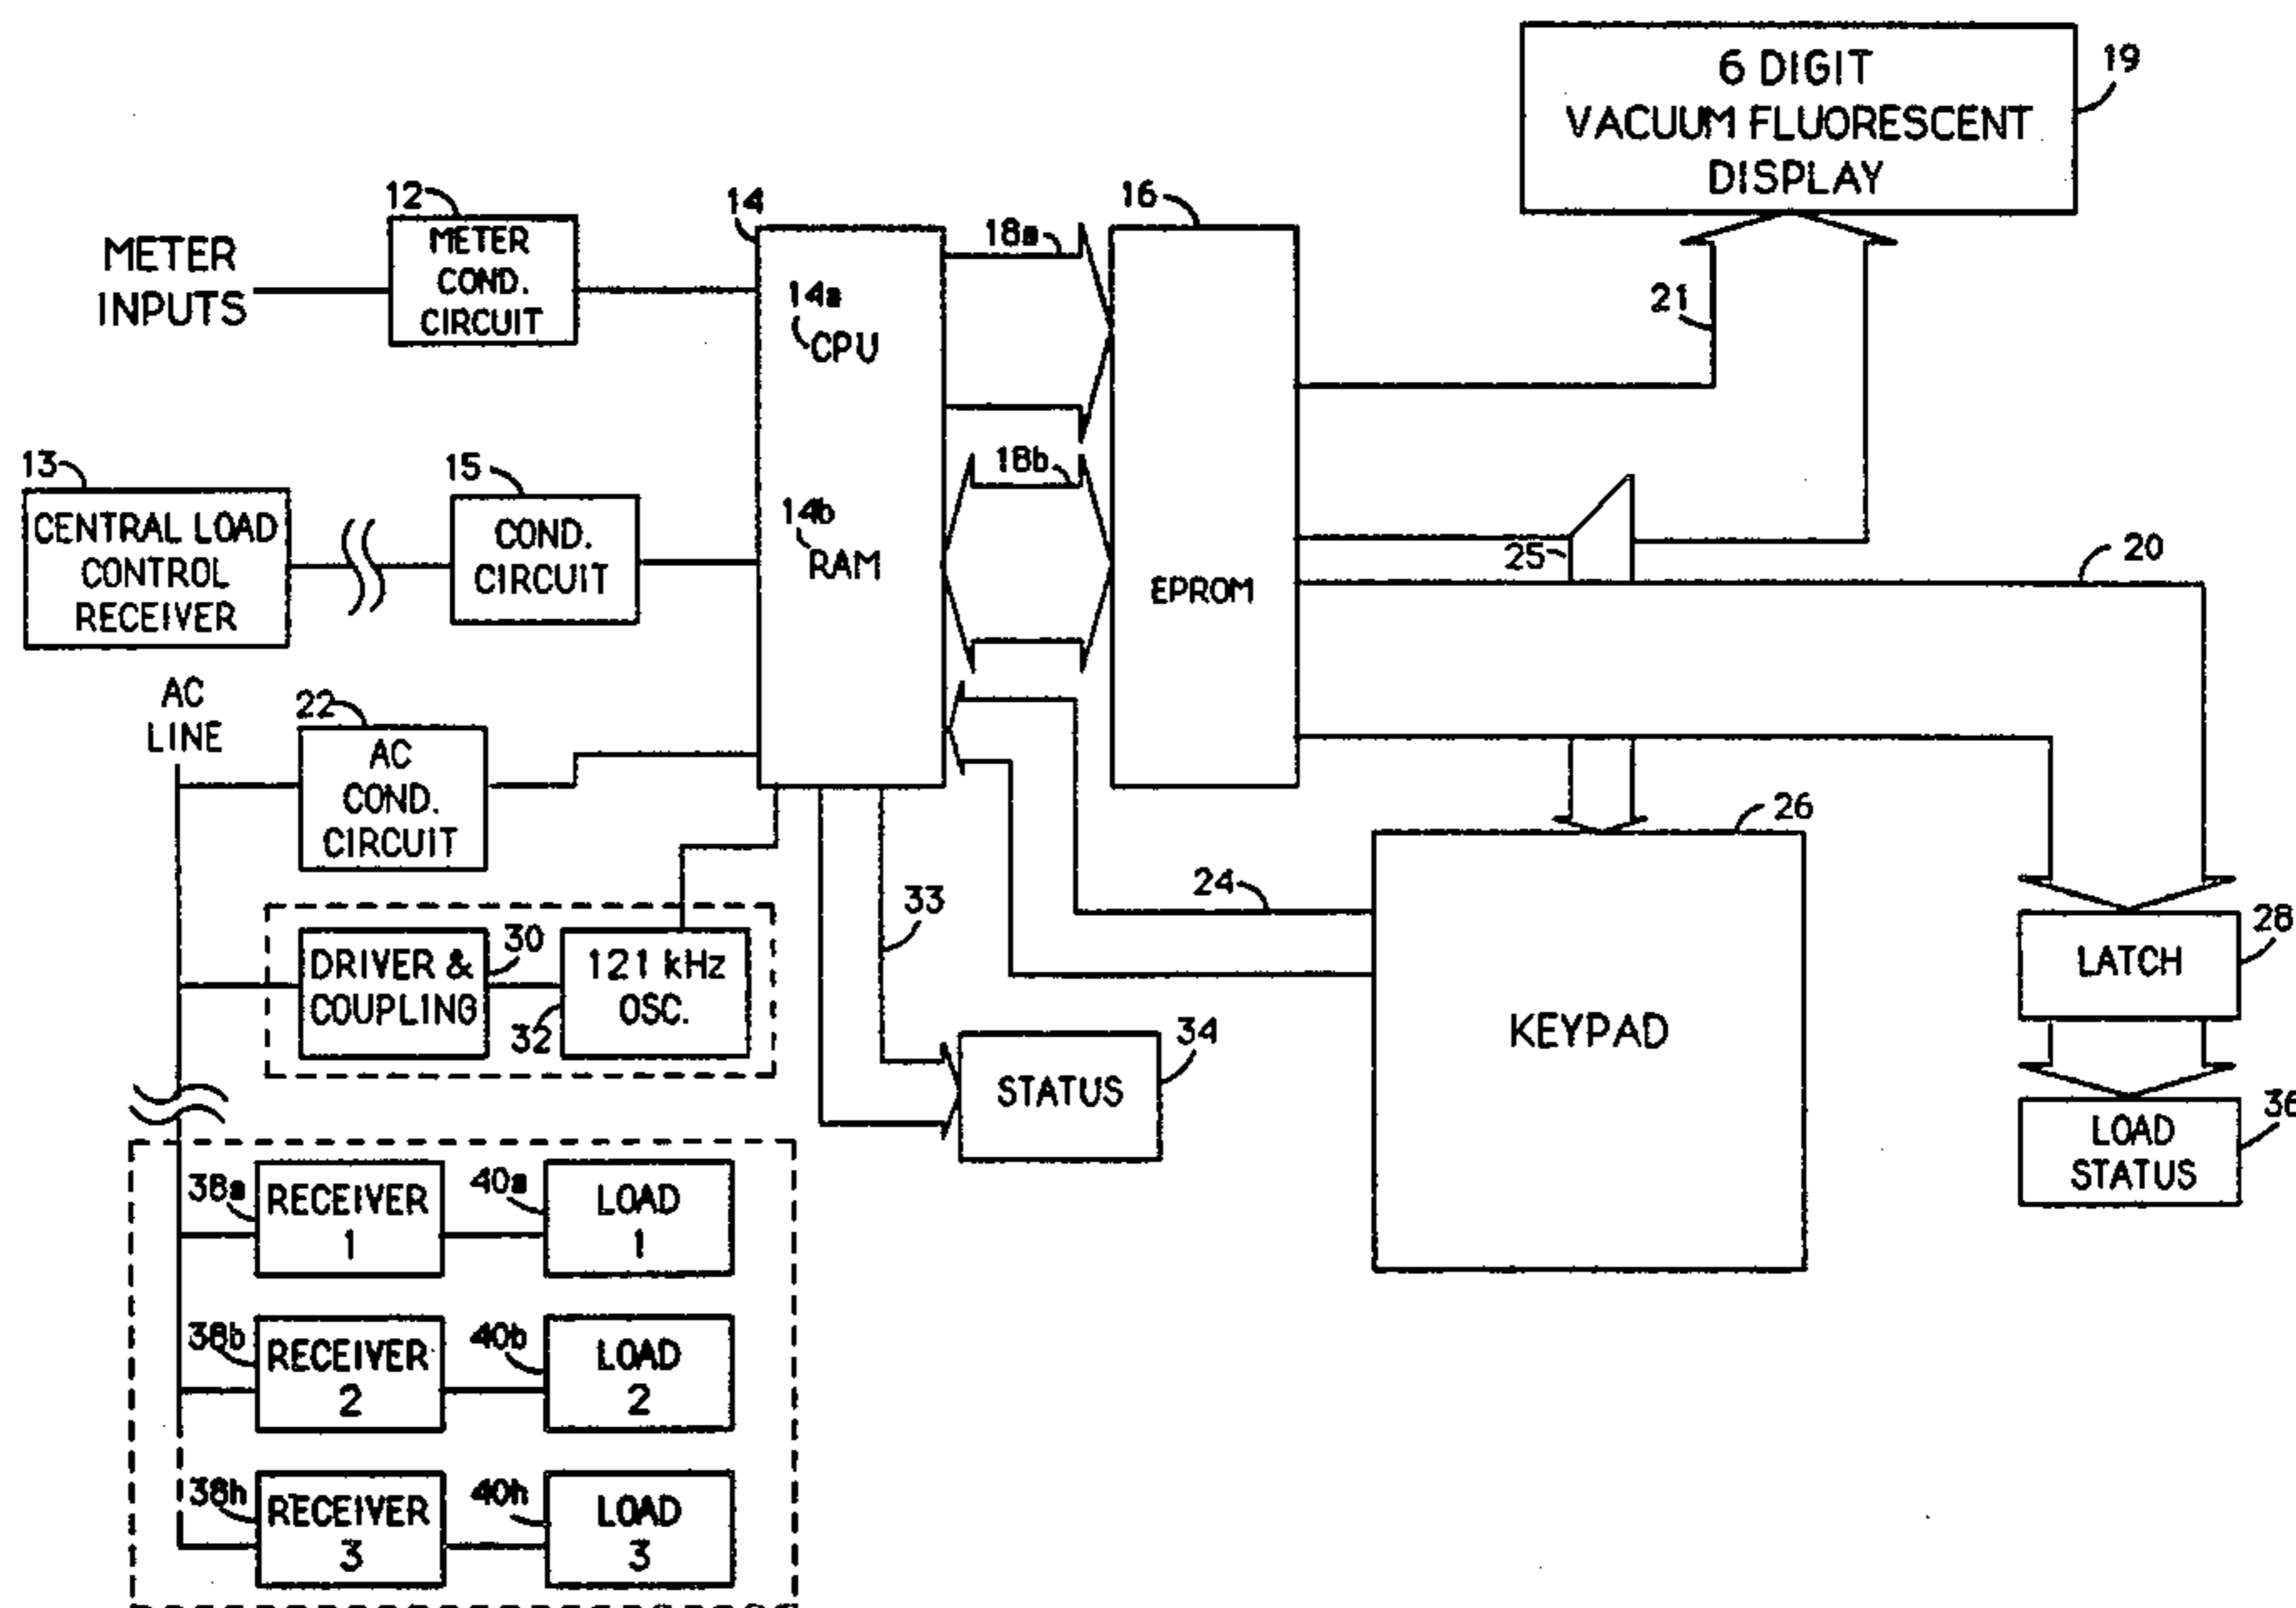 6 DIGIT
VACUUM FLUORESCENT
DISPLAY
19
12
METER
COND.
CIRCUIT
METER
INPUTS
14
14a
CPU
14b
RAM
18a
18b
16
EPROM
21
25
20
13
CENTRAL LOAD
CONTROL
RECEIVER
15
COND.
CIRCUIT
AC
LINE
22
AC
COND.
CIRCUIT
DRIVER &
COUPLING
30
32
121 kHz
OSC.
33
STATUS
34
24
26
KEYPAD
28
LATCH
36
LOAD
STATUS
38a
RECEIVER
1
40a
LOAD
1
38b
RECEIVER
2
40b
LOAD
2
38h
RECEIVER
3
40h
LOAD
3